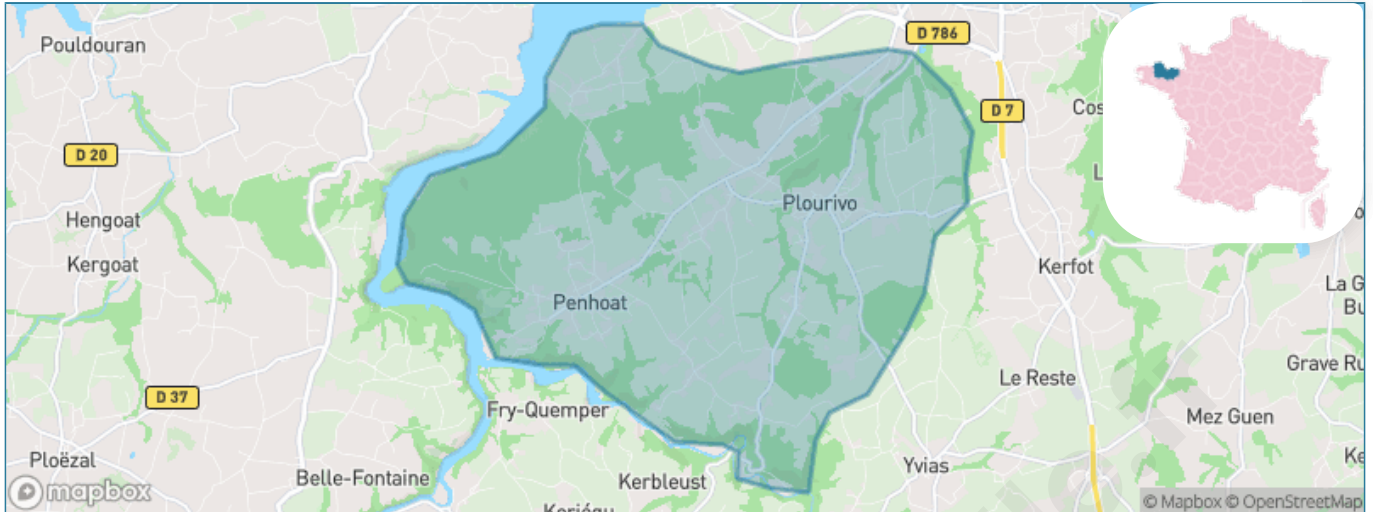 D 786
Pouldouran
D 7
Cos
D 20
L
Plourivo
Hengoat
Kergoat
Kerfot
La G
Bu
Penhoat
Grave Ru
Le Reste
D 37
Fry-Quemper
Mez Guen
Ploëzal
Ke
Yvias
Belle-Fontaine
Kerbleust
mapbox
© Mapbox © OpenStreetMap